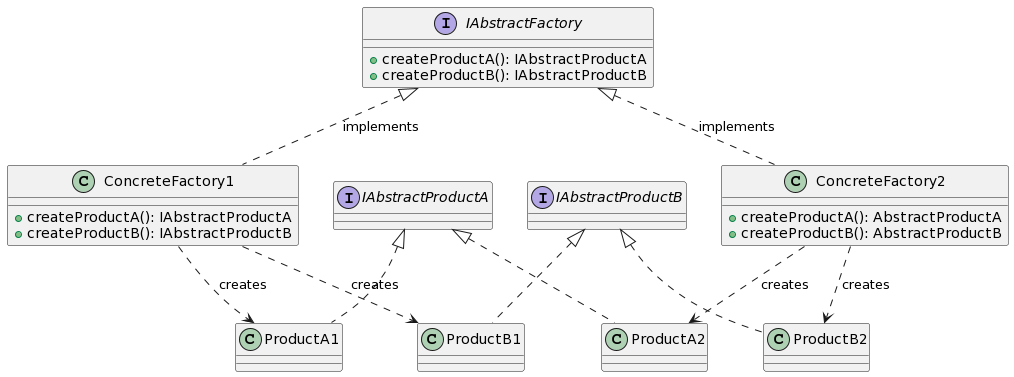 I IAbstractFactory
+ createProductA(): IAbstractProductA
+ createProductB(): IAbstractProductB
implements
implements
C ConcreteFactory1
+ createProductA(): IAbstractProductA
+ createProductB(): IAbstractProductB
I IAbstractProductA
I IAbstractProductB
C ConcreteFactory2
+ createProductA(): AbstractProductA
+ createProductB(): AbstractProductB
creates
creates
creates
creates
C ProductA1
C ProductB1
C ProductA2
C ProductB2